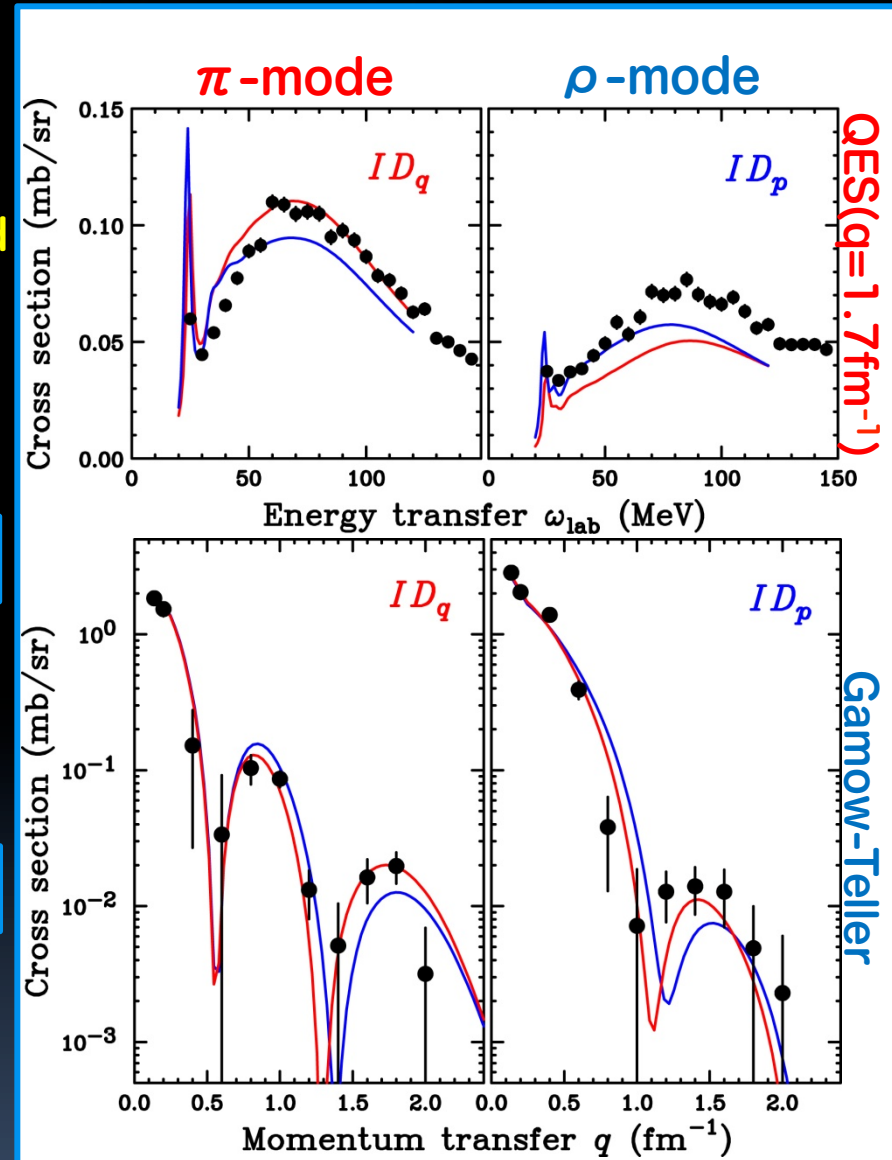 π-mode ρ-mode
Cross section (mb/sr)
0.15
0.10
0.05
0.00
ID_q
ID_p
QES(q=1.7fm⁻¹)
0 50 100 0 50 100 150
Energy transfer ω_lab (MeV)
Cross section (mb/sr)
10⁰
10⁻¹
10⁻²
10⁻³
ID_q
ID_p
Gamow-Teller
0.0 0.5 1.0 1.5 2.0 0.0 0.5 1.0 1.5 2.0
Momentum transfer q (fm⁻¹)